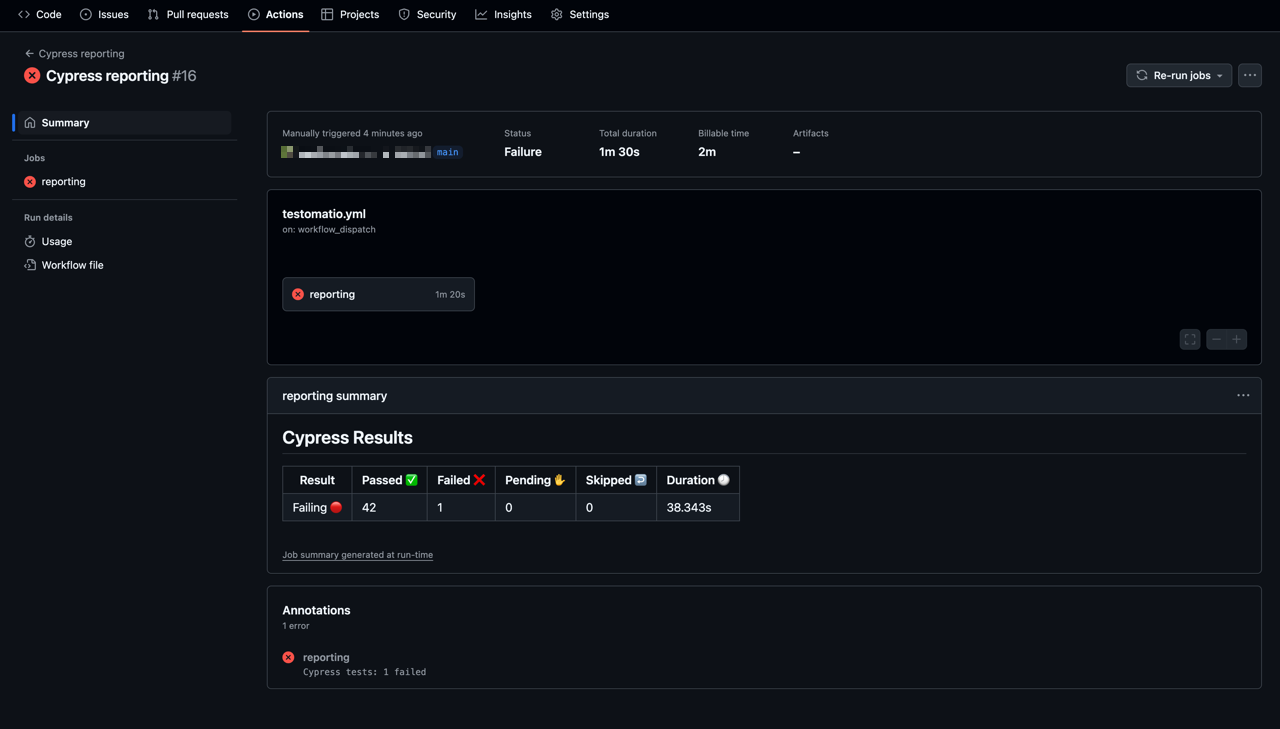 Code Issues Pull requests Actions Projects Security Insights Settings
Cypress reporting
Cypress reporting #16
Re-run jobs
Summary
Jobs
reporting
Run details
Usage
Workflow file
Manually triggered 4 minutes ago
main
Status
Failure
Total duration
1m 30s
Billable time
2m
Artifacts
–
testomatio.yml
on: workflow_dispatch
reporting 1m 20s
reporting summary
Cypress Results
Result Passed ✅ Failed ❌ Pending ✋ Skipped ↩️ Duration 🕗
Failing 🔴 42 1 0 0 38.343s
Job summary generated at run-time
Annotations
1 error
reporting
Cypress tests: 1 failed